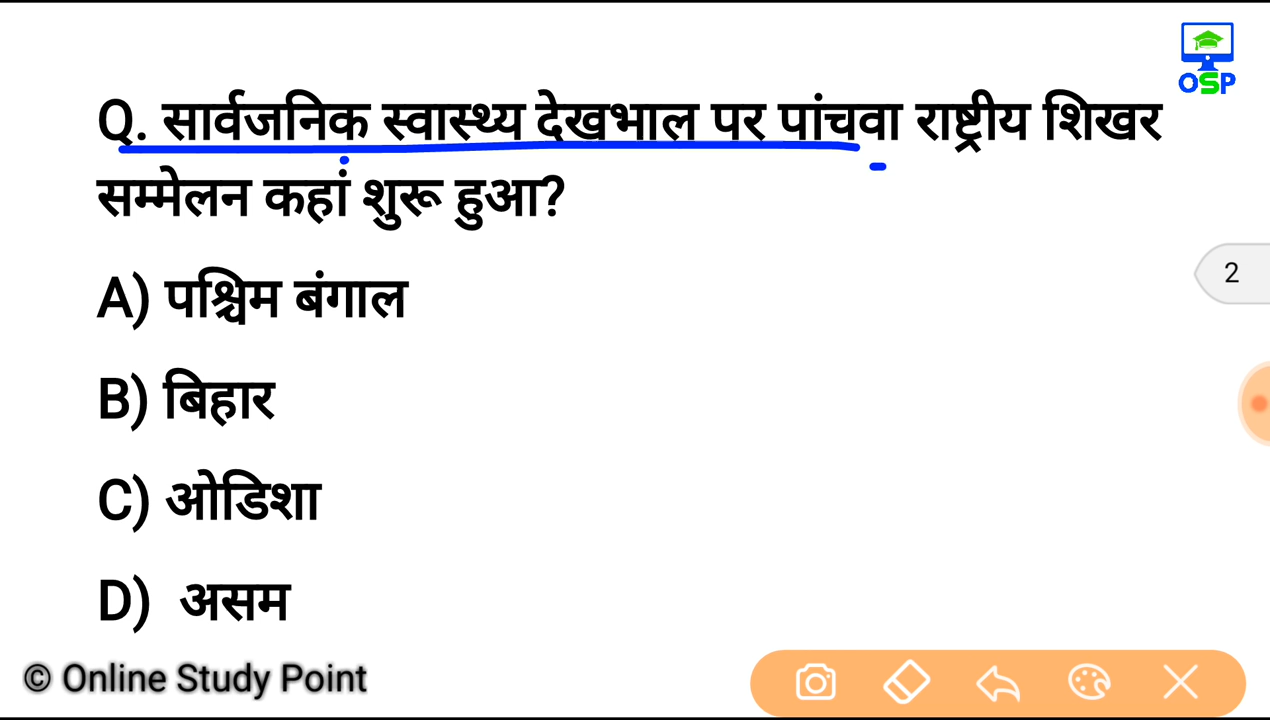 OSP
Q. सार्वजनिक स्वास्थ्य देखभाल पर पांचवा राष्ट्रीय शिखर
सम्मेलन कहां शुरू हुआ?
A) पश्चिम बंगाल
2
B) बिहार
C) ओडिशा
D) असम
© Online Study Point